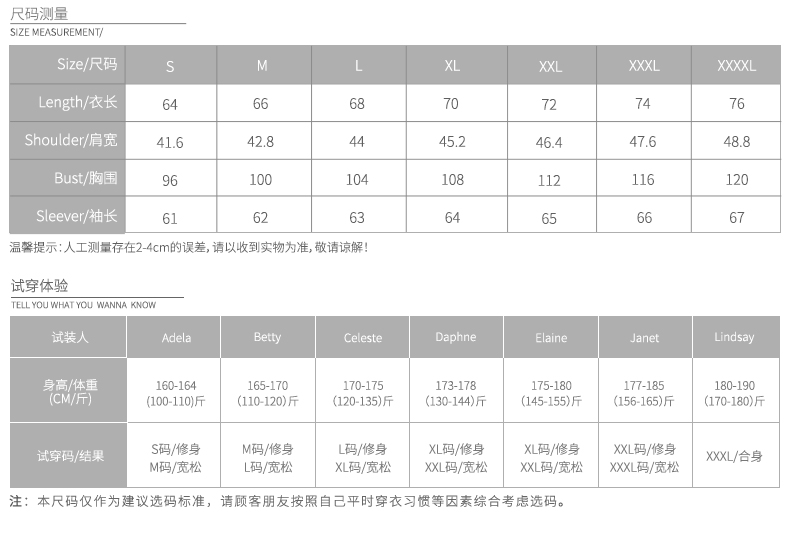 尺码测量
SIZE MEASUREMENT/
Size/尺码 S M L XL XXL XXXL XXXXL
Length/衣长 64 66 68 70 72 74 76
Shoulder/肩宽 41.6 42.8 44 45.2 46.4 47.6 48.8
Bust/胸围 96 100 104 108 112 116 120
Sleever/袖长 61 62 63 64 65 66 67
温馨提示:人工测量存在2-4cm的误差,请以收到实物为准,敬请谅解!
试穿体验
TELL YOU WHAT YOU WANNA KNOW
试装人 Adela Betty Celeste Daphne Elaine Janet Lindsay
身高/体重 160-164 165-170 170-175 173-178 175-180 177-185 180-190
(CM/斤) (100-110)斤 (110-120)斤 (120-135)斤 (130-144)斤 (145-155)斤 (156-165)斤 (170-180)斤
试穿码/结果 S码/修身 M码/修身 L码/修身 XL码/修身 XL码/修身 XXL码/修身 XXXL/合身
M码/宽松 L码/宽松 XL码/宽松 XXL码/宽松 XXL码/宽松 XXXL码/宽松
注: 本尺码仅作为建议选码标准，请顾客朋友按照自己平时穿衣习惯等因素综合考虑选码。